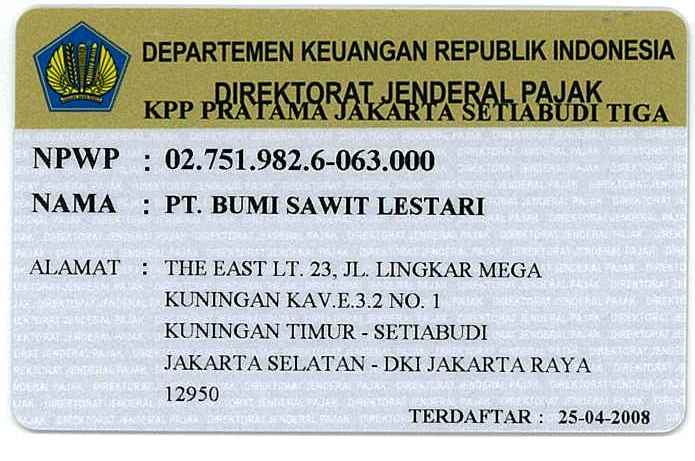 DEPARTEMEN KEUANGAN REPUBLIK INDONESIA
DIREKTORAT JENDERAL PAJAK
KPP PRATAMA JAKARTA SETIABUDI TIGA
NPWP : 02.751.982.6-063.000
NAMA : PT. BUMI SAWIT LESTARI
ALAMAT : THE EAST LT. 23, JL. LINGKAR MEGA
KUNINGAN KAV.E.3.2 NO. 1
KUNINGAN TIMUR - SETIABUDI
JAKARTA SELATAN - DKI JAKARTA RAYA
12950
TERDAFTAR : 25-04-2008